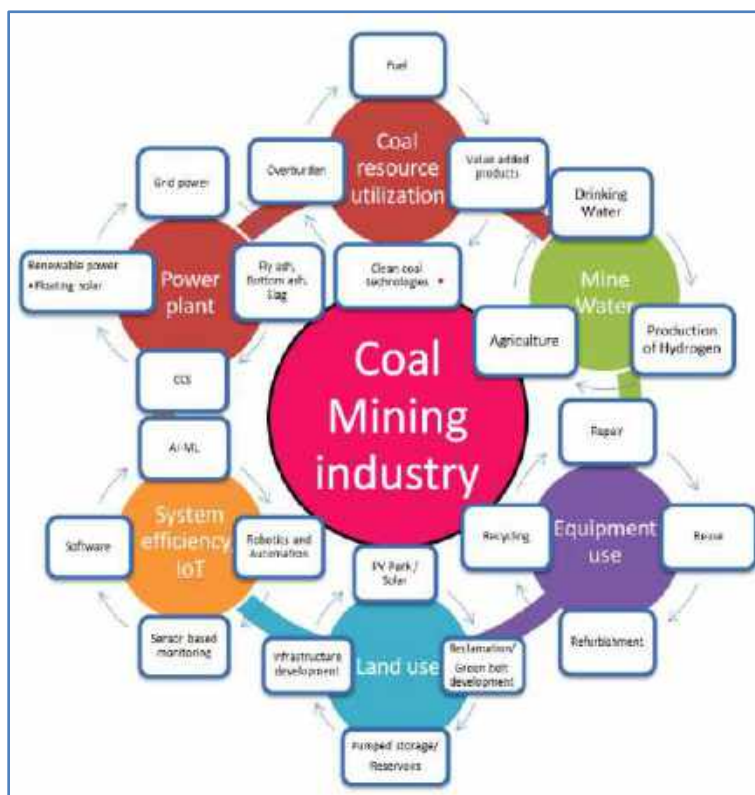 Fuel
Coal
resource
utilization
Overburden
Value added
products
Clean coal
technologies
Grid power
Renewable power
•Floating solar
Power
plant
Fly ash,
Bottom ash,
Slag
CCS
Drinking
Water
Mine
Water
Agriculture
Production
of Hydrogen
Coal
Mining
industry
AI-ML
System
efficiency,
IoT
Software
Robotics and
Automation
Sensor based
monitoring
Repair
Equipment
use
Recycling
Reuse
Refurbishment
PV Park /
Solar
Land use
Infrastructure
development
Reclamation/
Green belt
development
Pumped storage/
Reservoirs